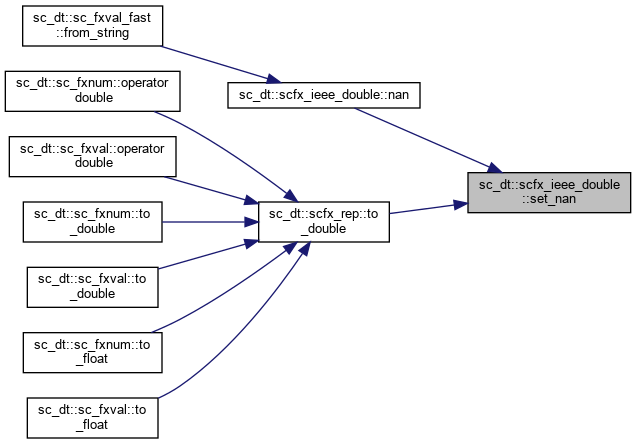 sc_dt::sc_fxval_fast
::from_string
sc_dt::sc_fxnum::operator
double
sc_dt::scfx_ieee_double::nan
sc_dt::sc_fxval::operator
double
sc_dt::scfx_ieee_double
::set_nan
sc_dt::sc_fxnum::to
_double
sc_dt::scfx_rep::to
_double
sc_dt::sc_fxval::to
_double
sc_dt::sc_fxnum::to
_float
sc_dt::sc_fxval::to
_float